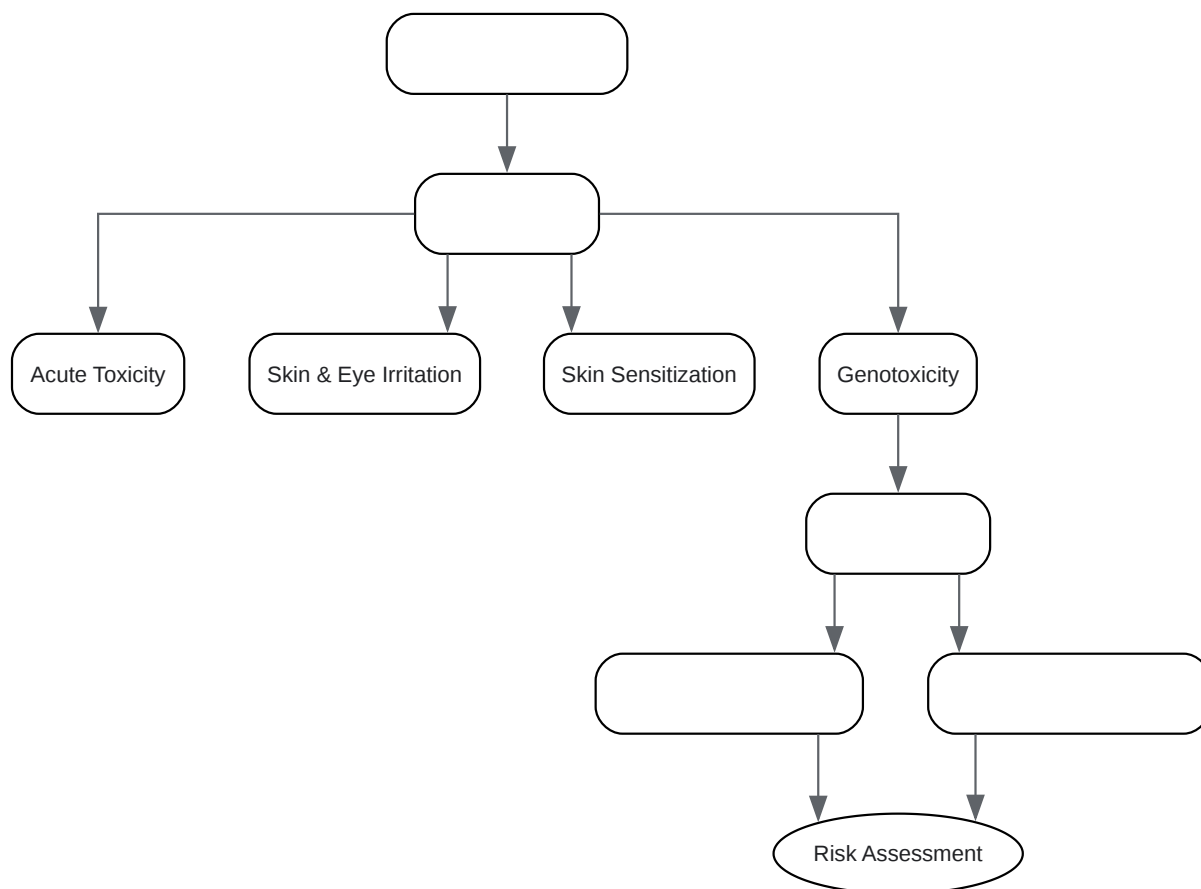 Acute Toxicity
Skin & Eye Irritation
Skin Sensitization
Genotoxicity
Risk Assessment